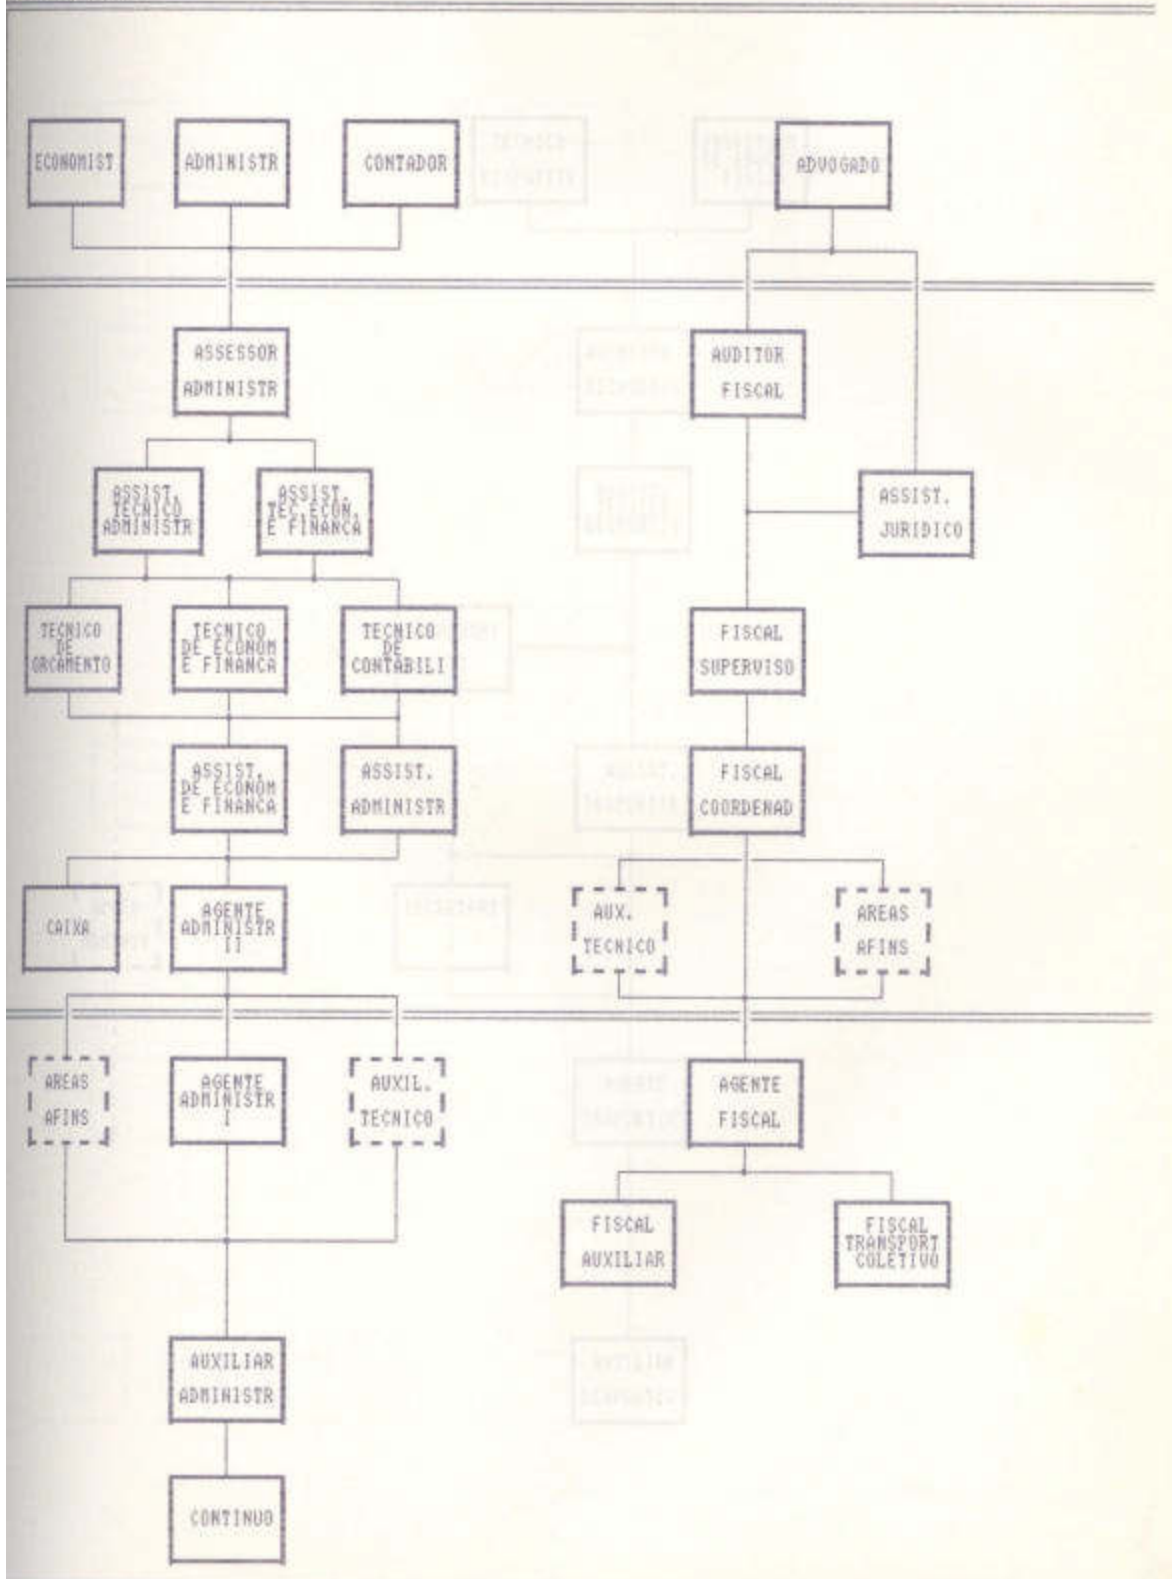 ECONOMIST
ADMINISTR
CONTADOR
ADVOGADO
ASSESSOR
ADMINISTR
AUDITOR
FISCAL
ASSIST.
TECNICO
ADMINISTR
ASSIST.
TEC.ECON.
E FINANCA
ASSIST.
JURIDICO
TECNICO
DE
ORCAMENTO
TECNICO
DE ECONOM
E FINANCA
TECNICO
DE
CONTABILI
FISCAL
SUPERVISO
ASSIST.
DE ECONOM
E FINANCA
ASSIST.
ADMINISTR
FISCAL
COORDENAD
CAIXA
AGENTE
ADMINISTR
II
AUX.
TECNICO
AREAS
AFINS
AREAS
AFINS
AGENTE
ADMINISTR
I
AUXIL.
TECNICO
AGENTE
FISCAL
FISCAL
AUXILIAR
FISCAL
TRANSPORT
COLETIVO
AUXILIAR
ADMINISTR
CONTINUO